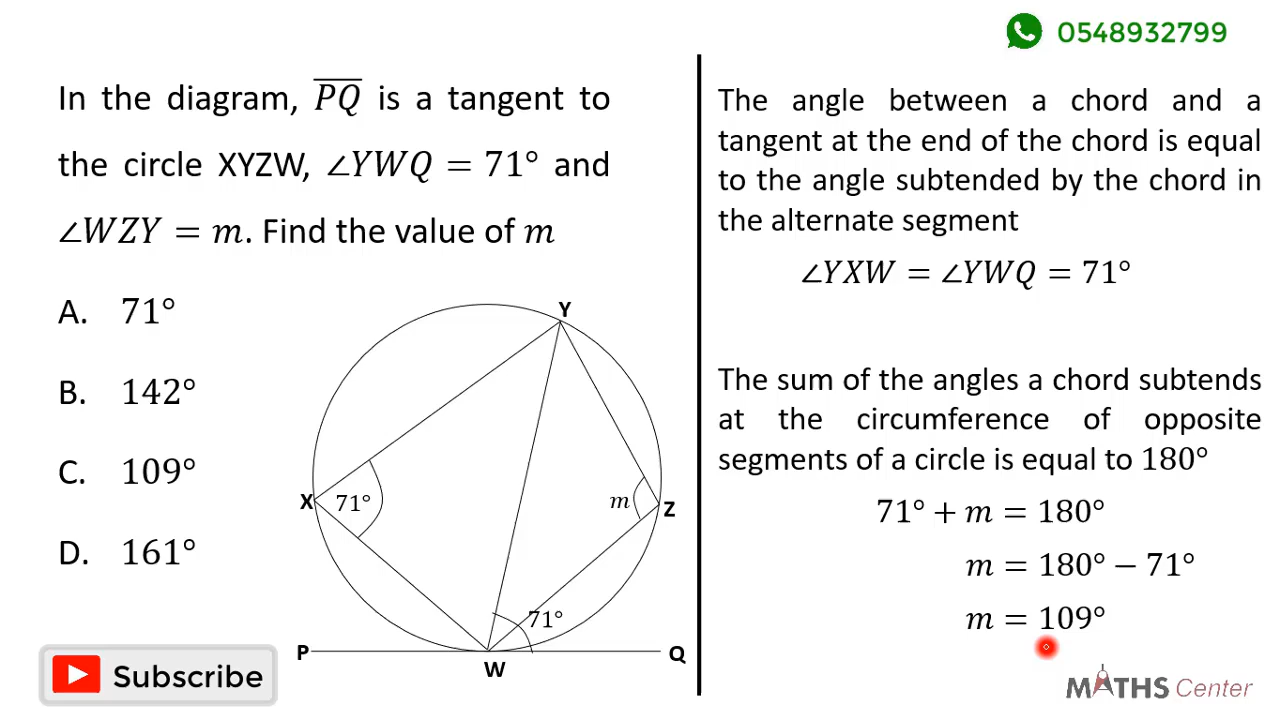 0548932799
In the diagram, PQ is a tangent to
the circle XYZW, ∠YWQ = 71° and
∠WZY = m. Find the value of m
A. 71°
B. 142°
C. 109°
D. 161°
Y
X
71°
m
Z
71°
P
W
Q
Subscribe
The angle between a chord and a
tangent at the end of the chord is equal
to the angle subtended by the chord in
the alternate segment
∠YXW = ∠YWQ = 71°
The sum of the angles a chord subtends
at the circumference of opposite
segments of a circle is equal to 180°
71° + m = 180°
m = 180° − 71°
m = 109°
MATHS Center